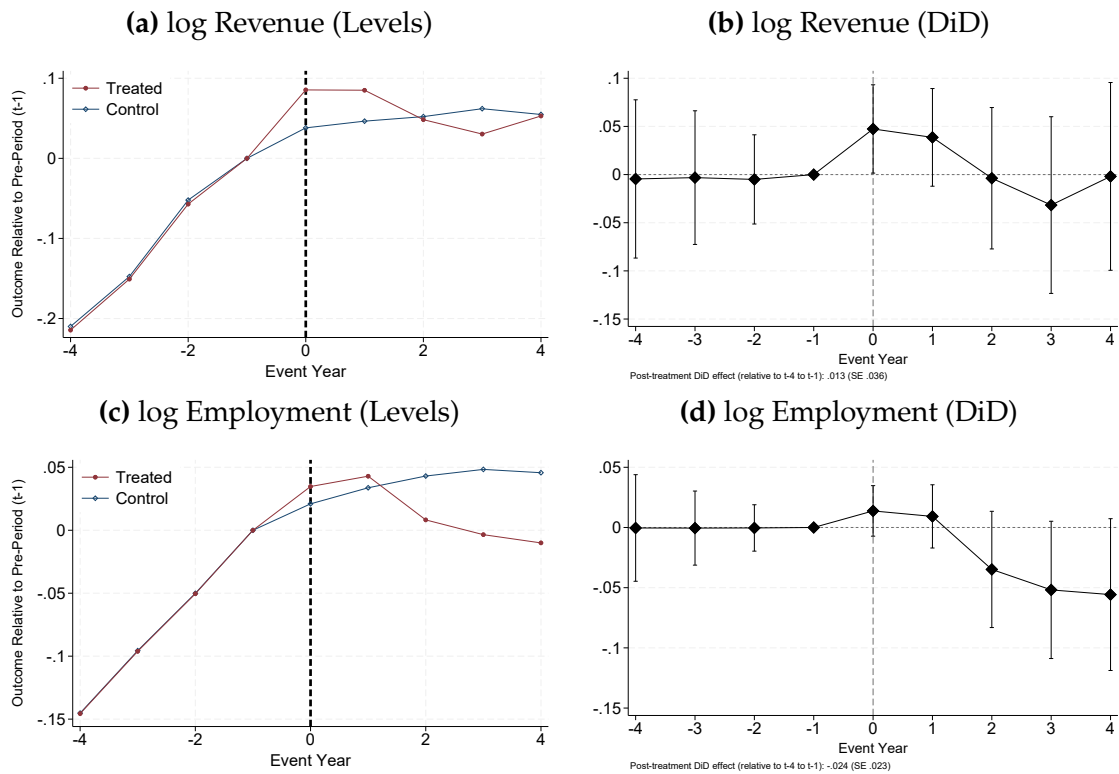 (a) log Revenue (Levels)
.1
0
-.1
-.2
Outcome Relative to Pre-Period (t-1)
Treated
Control
-4 -2 0 2 4
Event Year
(b) log Revenue (DiD)
.1
.05
0
-.05
-.1
-.15
-4 -3 -2 -1 0 1 2 3 4
Event Year
Post-treatment DiD effect (relative to t-4 to t-1): .013 (SE .036)
(c) log Employment (Levels)
.05
0
-.05
-.1
-.15
Outcome Relative to Pre-Period (t-1)
Treated
Control
-4 -2 0 2 4
Event Year
(d) log Employment (DiD)
.05
0
-.05
-.1
-.15
-4 -3 -2 -1 0 1 2 3 4
Event Year
Post-treatment DiD effect (relative to t-4 to t-1): -.024 (SE .023)